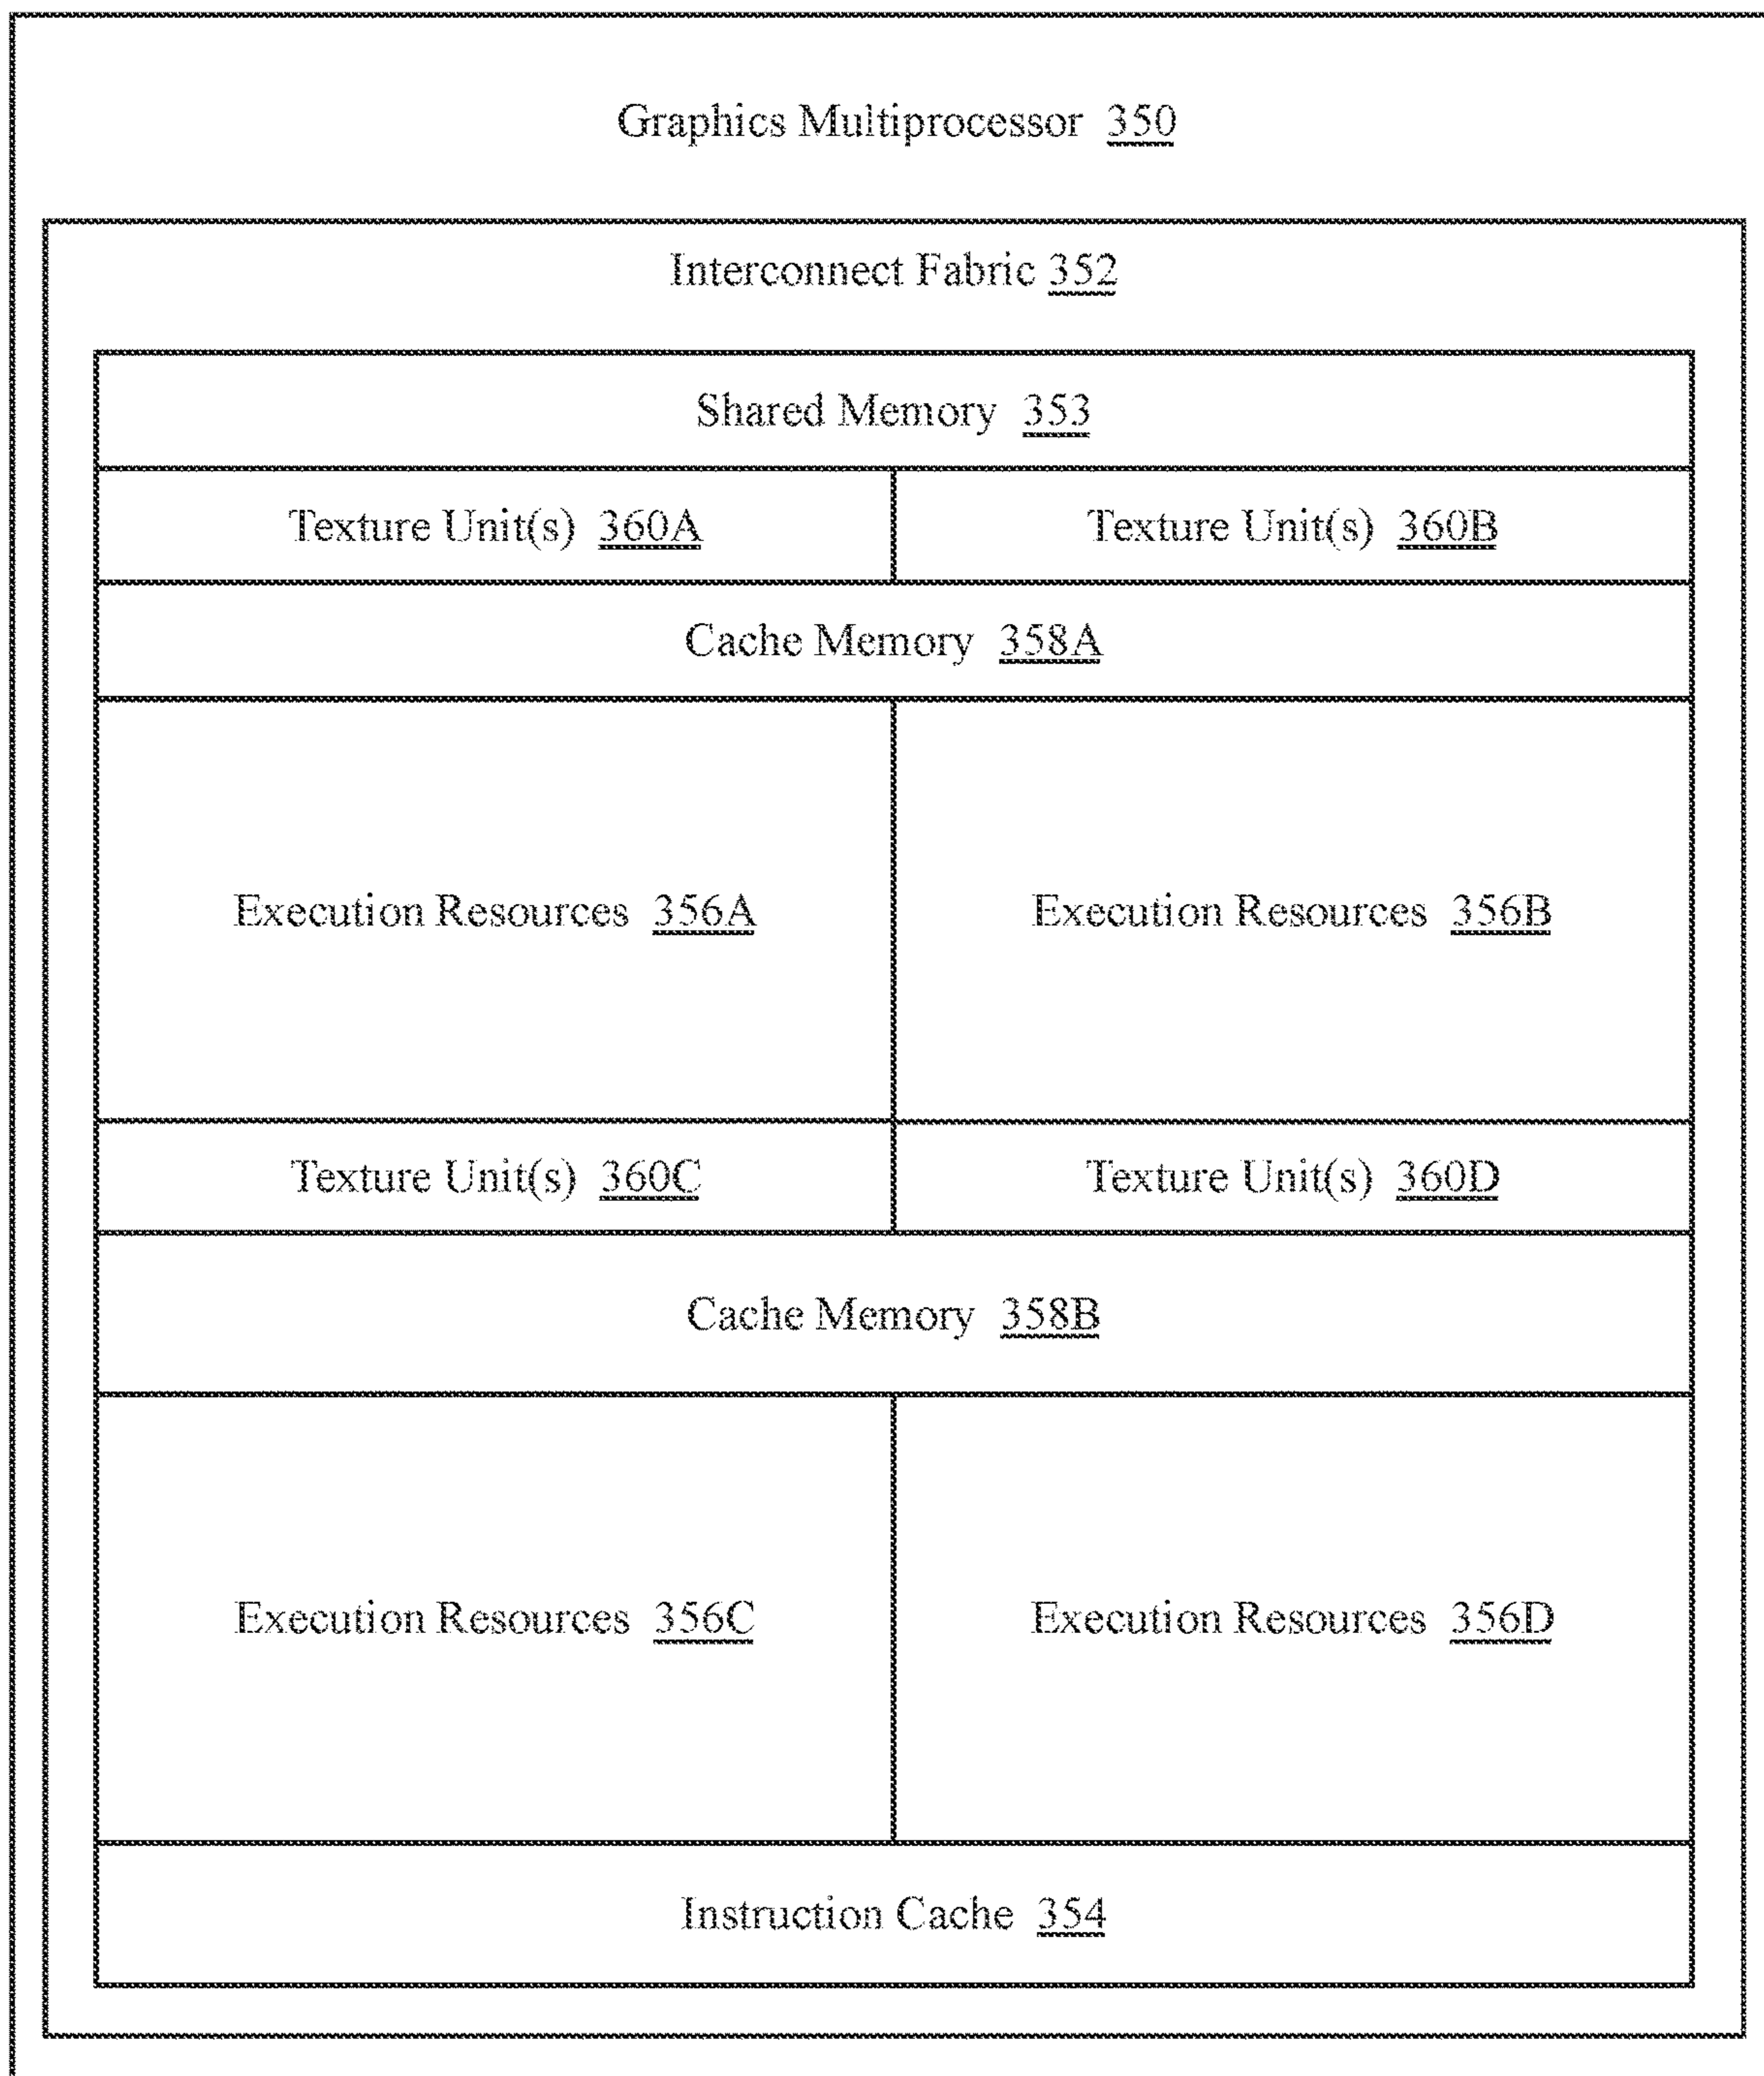 Graphics Multiprocessor 350
Interconnect Fabric 352
Shared Memory 353
Texture Unit(s) 360A
Texture Unit(s) 360B
Cache Memory 358A
Execution Resources 356A
Execution Resources 356B
Texture Unit(s) 360C
Texture Unit(s) 360D
Cache Memory 358B
Execution Resources 356C
Execution Resources 356D
Instruction Cache 354